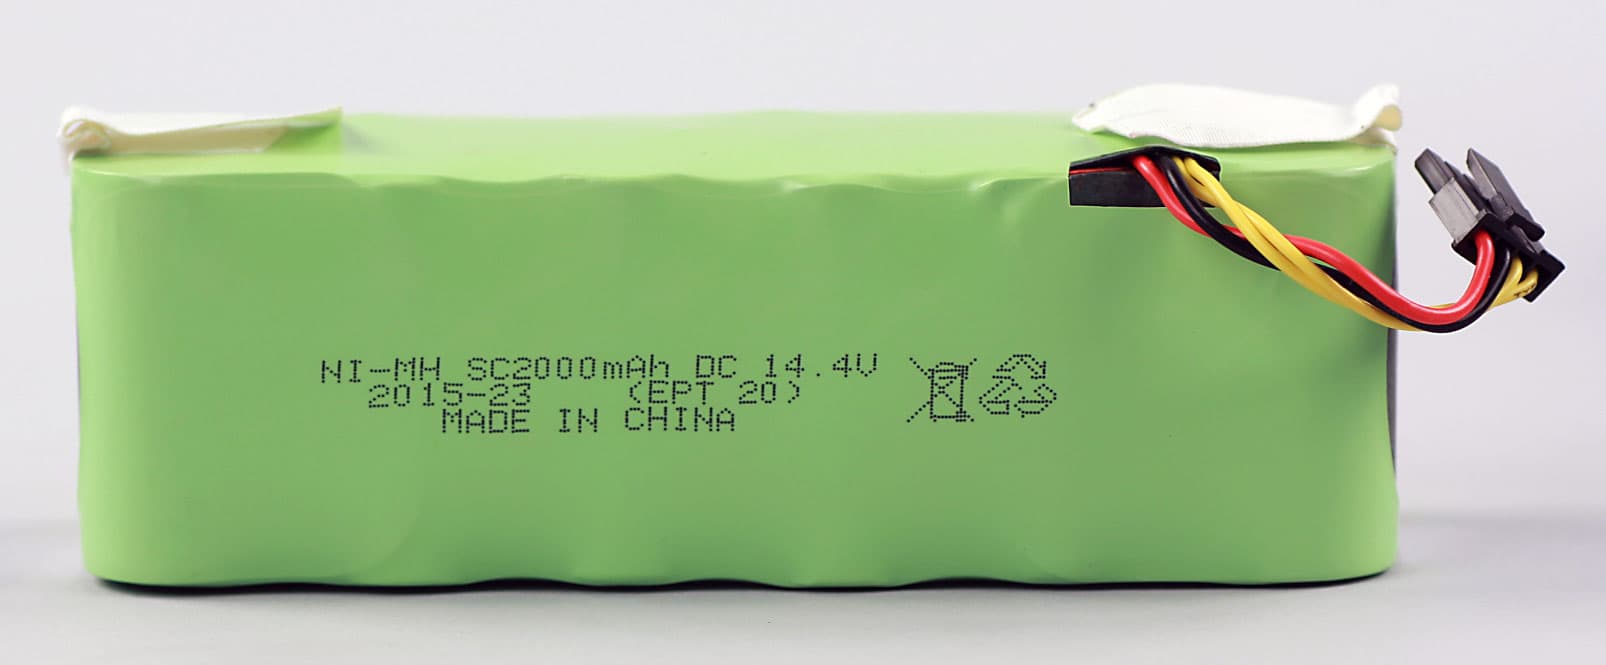 NI-MH SC2000mAh DC 14.4V
2015-23 (EPT 20)
MADE IN CHINA